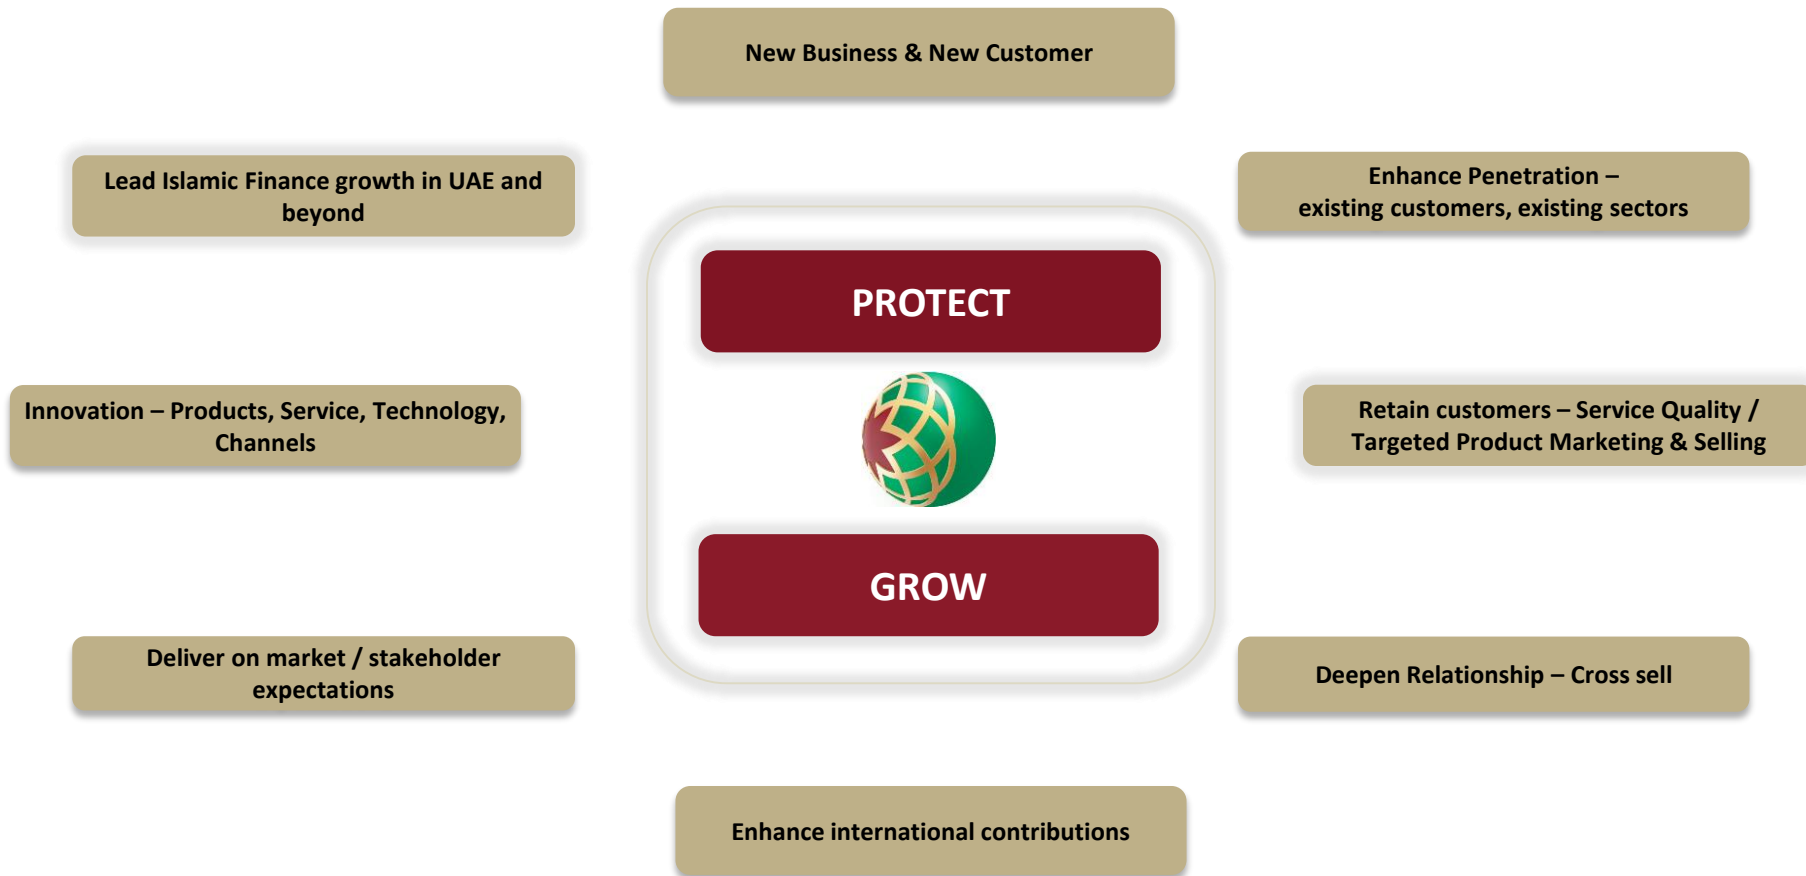 New Business & New Customer
Lead Islamic Finance growth in UAE and
beyond
Enhance Penetration –
existing customers, existing sectors
PROTECT
Innovation – Products, Service, Technology,
Channels
Retain customers – Service Quality /
Targeted Product Marketing & Selling
GROW
Deliver on market / stakeholder
expectations
Deepen Relationship – Cross sell
Enhance international contributions